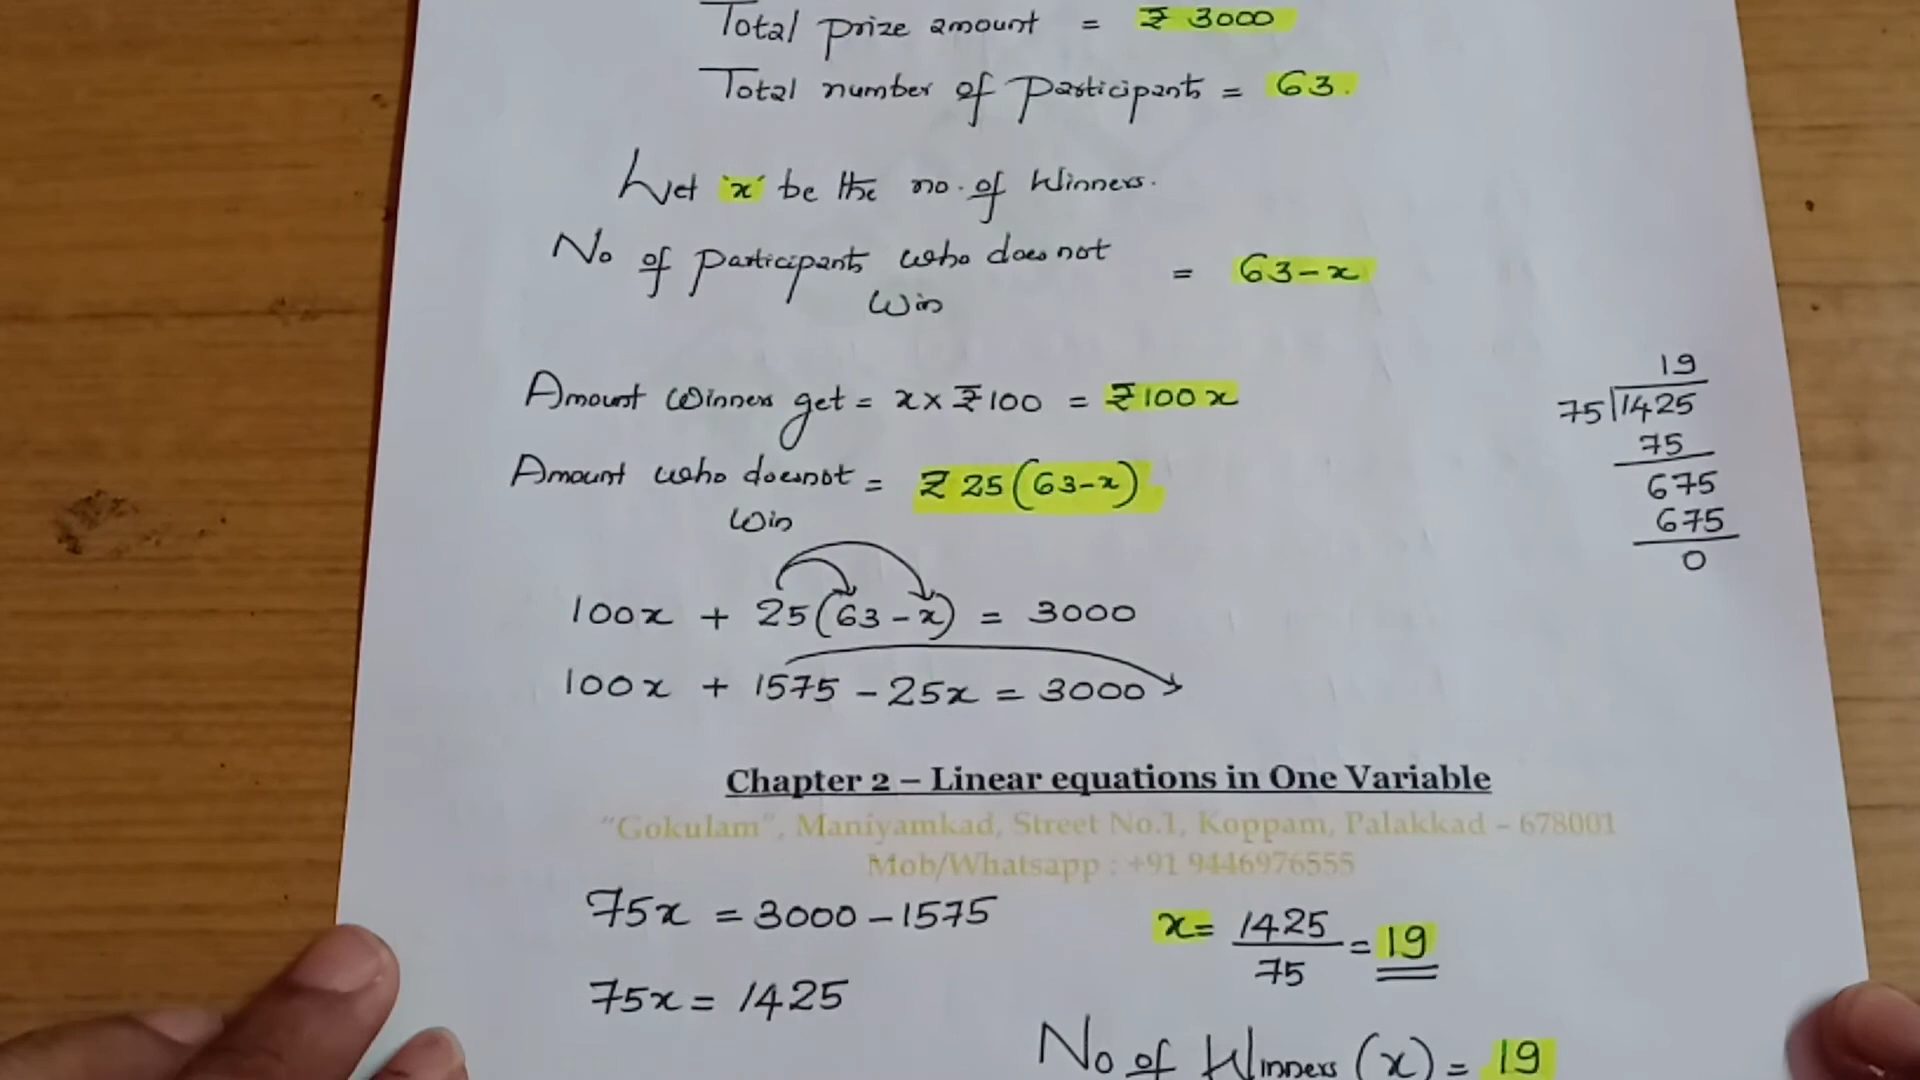 Total prize amount = ₹ 3000
Total number of Participants = 63.
Let 'x' be the no. of Winners.
No of participants who does not = 63-x
Win
Amount Winners get = x × ₹100 = ₹100x
Amount who doesnot = ₹ 25(63-x)
Win
100x + 25(63-x) = 3000
100x + 1575 - 25x = 3000
19
75)1425
75
675
675
0
Chapter 2 – Linear equations in One Variable
"Gokulam", Maniyamkad, Street No.1, Koppam, Palakkad - 678001
Mob/Whatsapp : +91 9446976555
75x = 3000 - 1575
75x = 1425
x = 1425/75 = 19
No of Winners (x) = 19